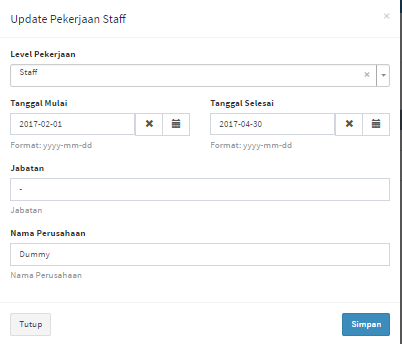 Update Pekerjaan Staff
×
Level Pekerjaan
Staff ×
Tanggal Mulai Tanggal Selesai
2017-02-01 2017-04-30
Format: yyyy-mm-dd Format: yyyy-mm-dd
Jabatan
-
Jabatan
Nama Perusahaan
Dummy
Nama Perusahaan
Tutup Simpan